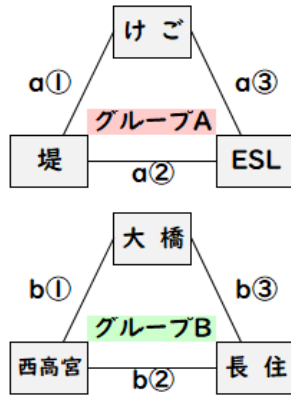 けご
a① a③
グループA
堤 ESL
a②
大橋
b① b③
グループB
西高宮 長住
b②